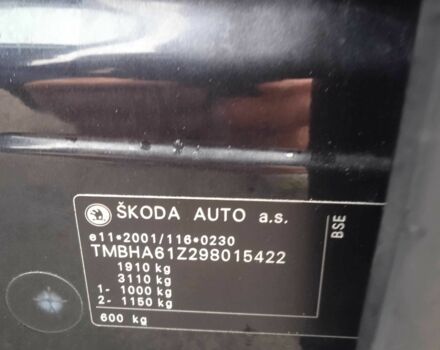 ŠKODA AUTO a.s.
e11*2001/116*0230
TMBHA61Z298015422
1910 kg
3110 kg
1- 1000 kg
2- 1150 kg
600 kg
BSE